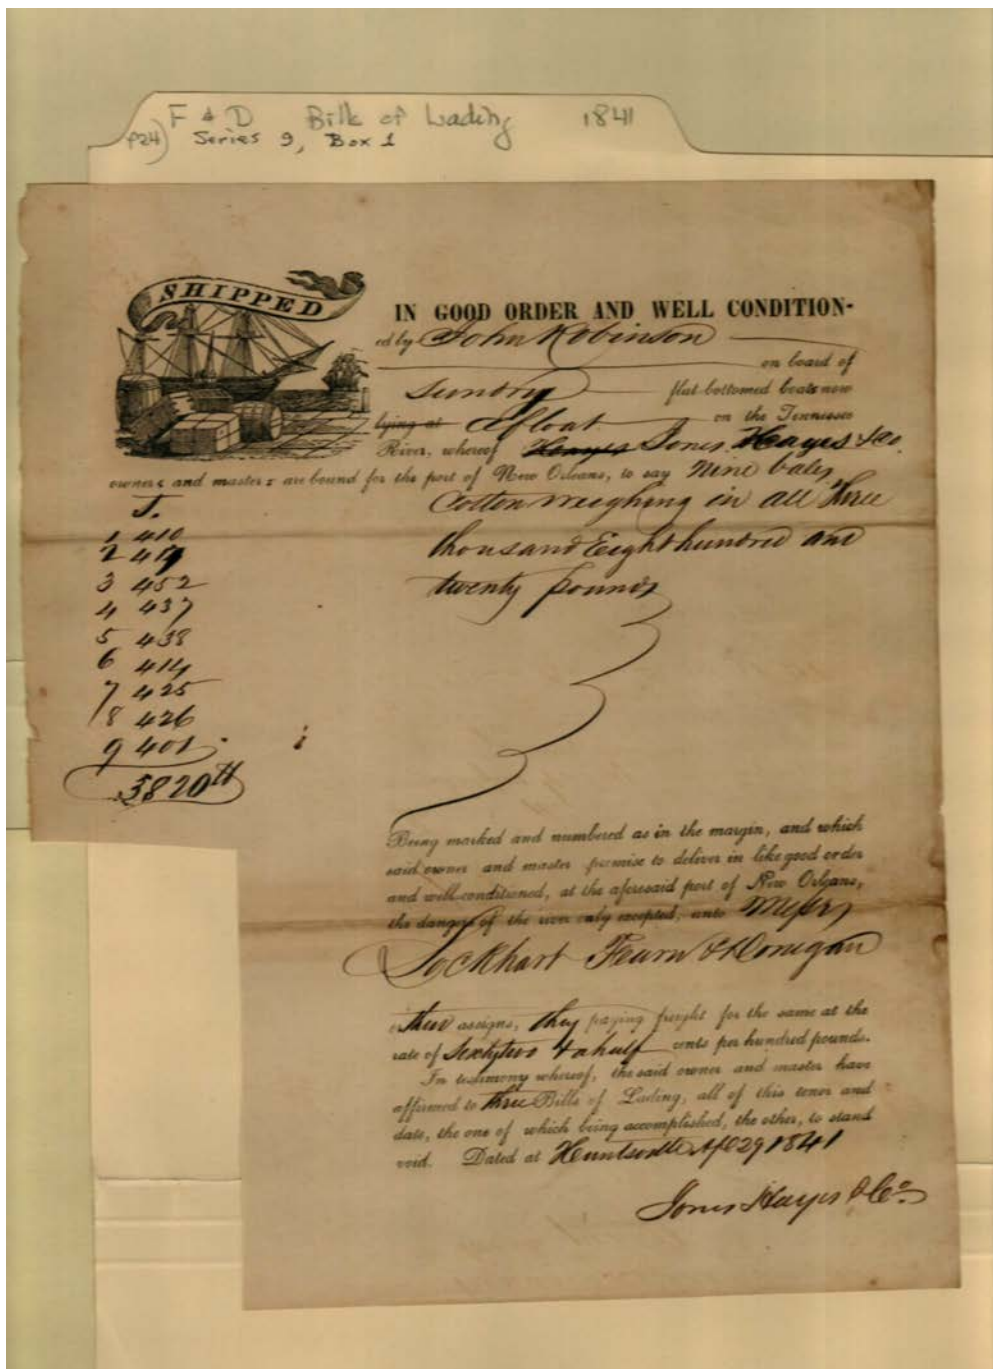 F & D Bills of Lading 1841
(P24) Series 9, Box 1
SHIPPED
IN GOOD ORDER AND WELL CONDITION-
ed by John Robinson
on board of
Sundry flat bottomed boats now
lying at Afloat on the Tennessee
River, whereof Hayes Jones Hayes & Co.
owners and masters are bound for the port of New Orleans, to say Nine bales
J. Cotton weighing in all three
1 410
2 417 thousand Eight hundred and
3 452 twenty pounds
4 437
5 438
6 414
7 425
8 426
9 401
3820 lb
Being marked and numbered as in the margin, and which
said owner and master promise to deliver in like good order
and well-conditioned, at the aforesaid port of New Orleans,
the dangers of the river only excepted, unto Messrs
Lockhart Fearn & Donegan
or their assigns, they paying freight for the same at the
rate of Sixty two & a half cents per hundred pounds.
In testimony whereof, the said owner and master have
affirmed to three Bills of Lading, all of this tenor and
date, the one of which being accomplished, the other, to stand
void. Dated at Huntsville Apl 29 1841
Jones Hayes & Co.